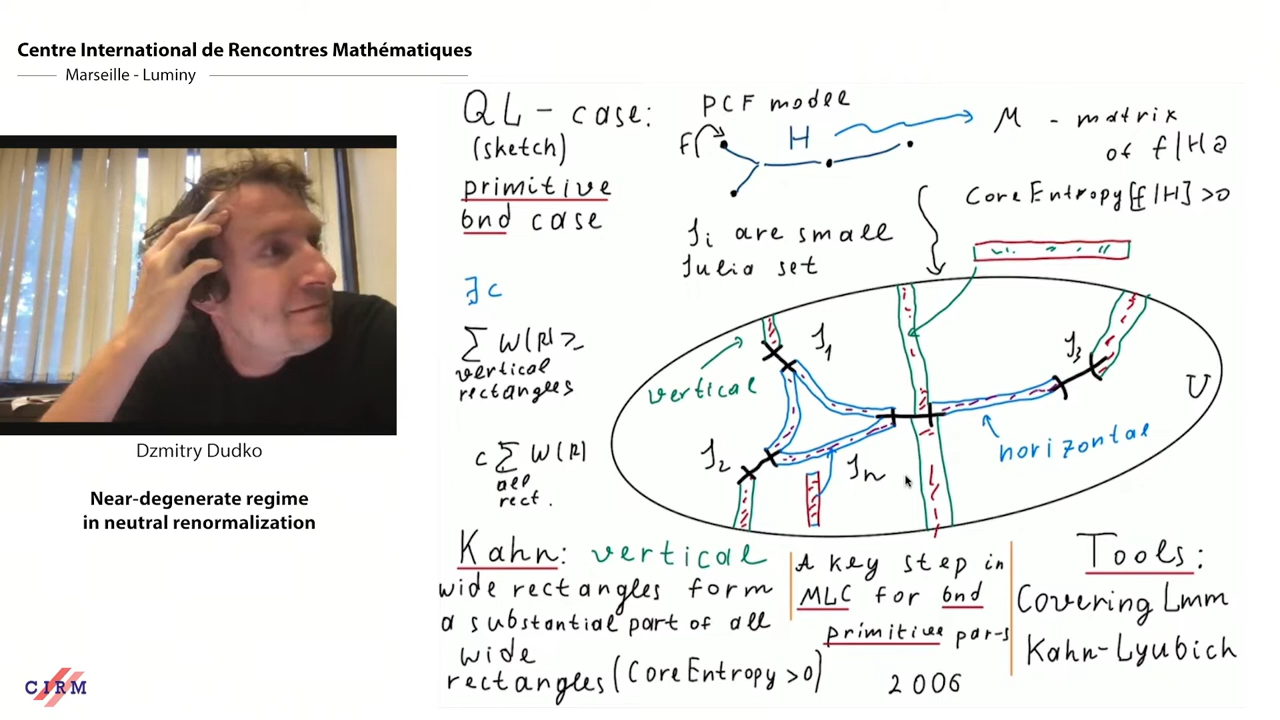 Centre International de Rencontres Mathématiques
Marseille - Luminy
Dzmitry Dudko
Near-degenerate regime
in neutral renormalization
CIRM
QL - case:
(sketch)
primitive
bnd case
∃ c
∑ W(R) ≥
vertical
rectangles
c ∑ W(R)
all
rect.
PCF model
F
H
M - matrix
of f|H
Core Entropy[f|H] > 0
J_i are small
Julia set
vertical
J_1
J_2
J_3
J_n
U
horizontal
Kahn: vertical
wide rectangles form
a substantial part of all
wide
rectangles (Core Entropy > 0)
A key step in
MLC for bnd
primitive par-s
2006
Tools:
Covering Lmm
Kahn-Lyubich